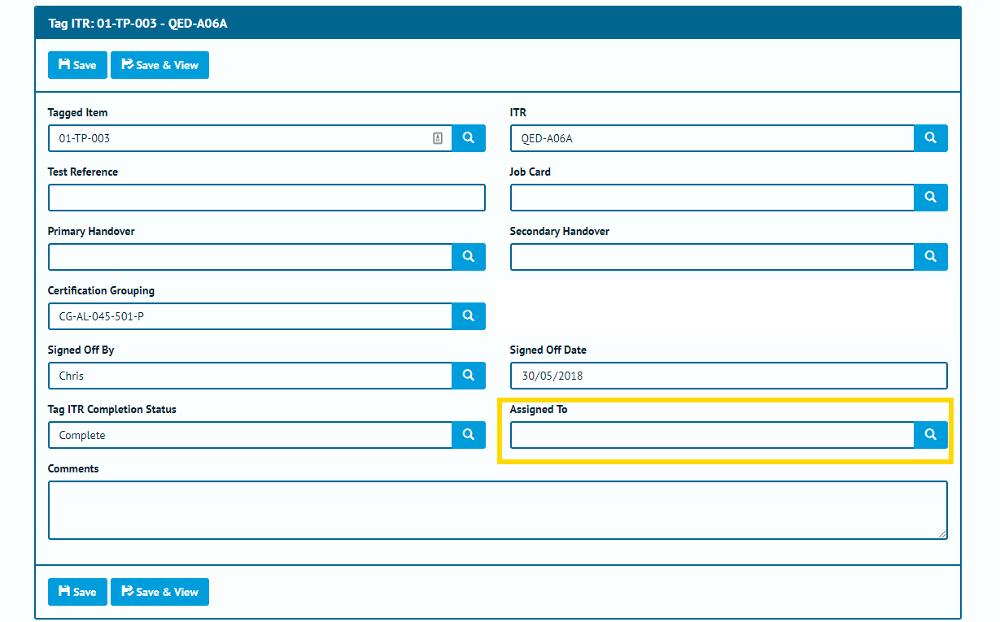 Tag ITR: 01-TP-003 - QED-A06A
Save Save & View
Tagged Item ITR
01-TP-003 QED-A06A
Test Reference Job Card
Primary Handover Secondary Handover
Certification Grouping
CG-AL-045-501-P
Signed Off By Signed Off Date
Chris 30/05/2018
Tag ITR Completion Status Assigned To
Complete
Comments
Save Save & View